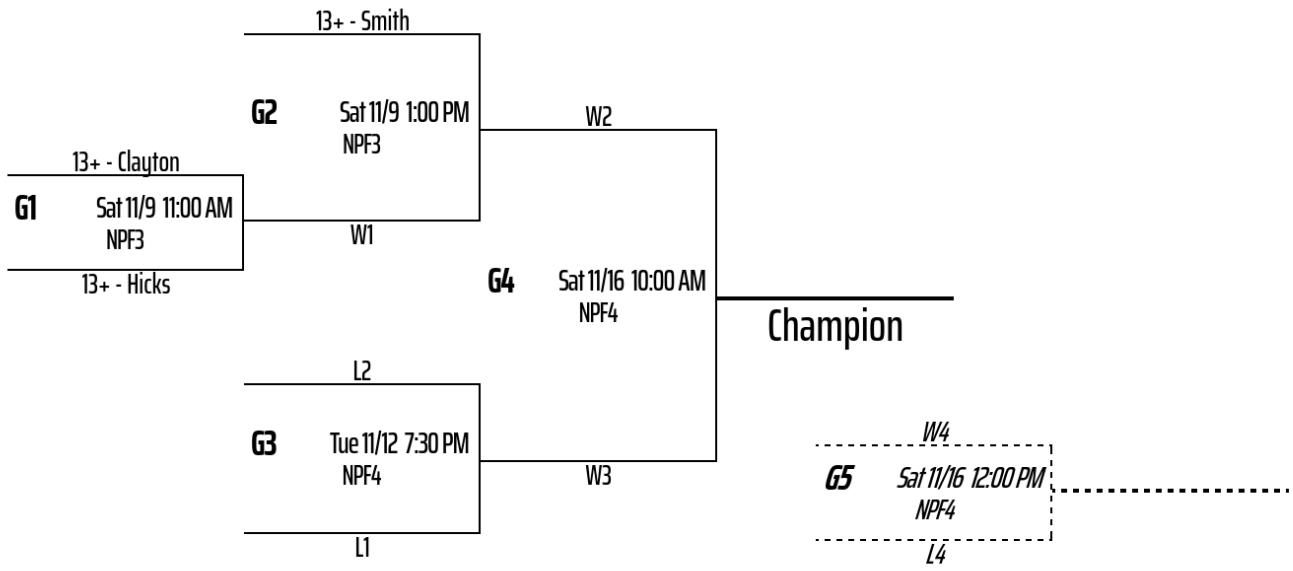 13+ - Smith
G2 Sat 11/9 1:00 PM
NPF3
W2
13+ - Clayton
G1 Sat 11/9 11:00 AM
NPF3
W1
13+ - Hicks
G4 Sat 11/16 10:00 AM
NPF4
Champion
L2
G3 Tue 11/12 7:30 PM
NPF4
W3
L1
W4
G5 Sat 11/16 12:00 PM
NPF4
L4